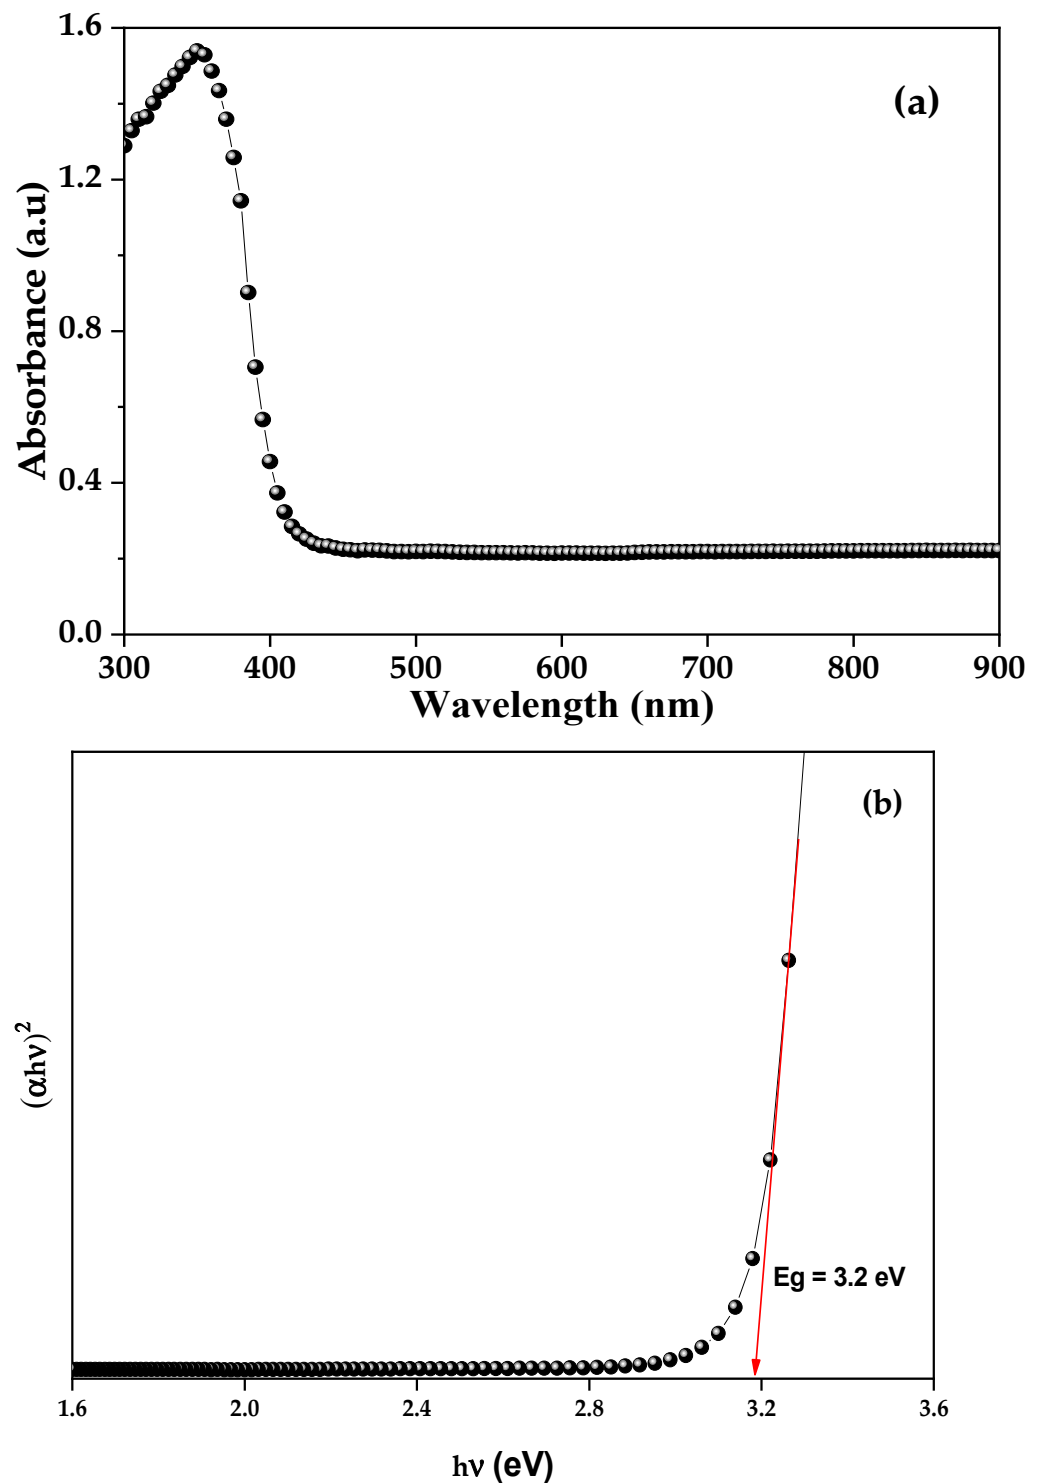 1.6
(a)
1.2
0.8
0.4
0.0
Absorbance (a.u)
300 400 500 600 700 800 900
Wavelength (nm)
(b)
(αhν)²
Eg = 3.2 eV
1.6 2.0 2.4 2.8 3.2 3.6
hν (eV)